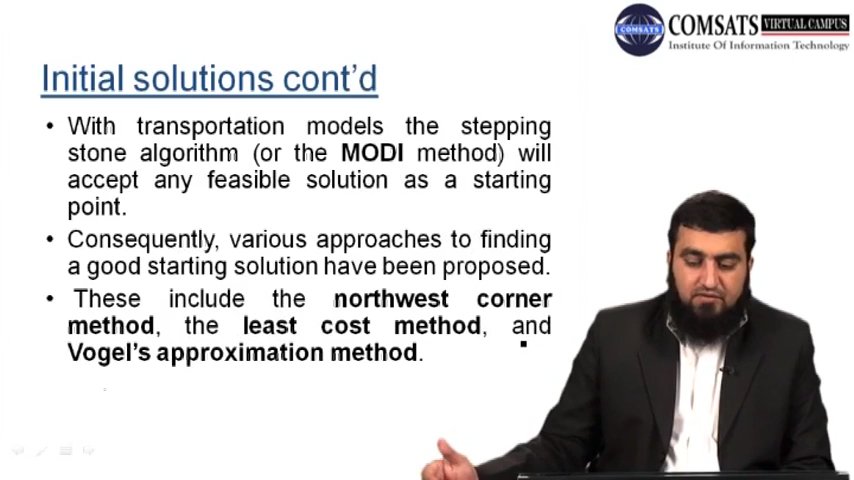 COMSATS VIRTUAL CAMPUS
COMSATS
Institute Of Information Technology
Initial solutions cont'd
• With transportation models the stepping
stone algorithm (or the MODI method) will
accept any feasible solution as a starting
point.
• Consequently, various approaches to finding
a good starting solution have been proposed.
• These include the northwest corner
method, the least cost method, and
Vogel's approximation method.